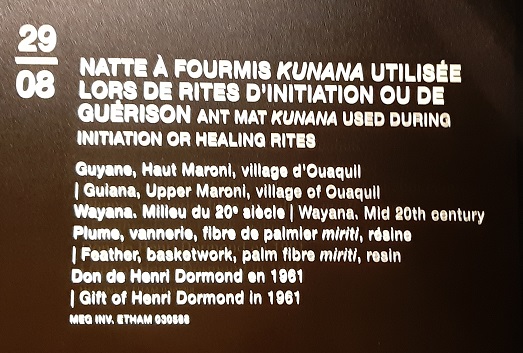 29
08
NATTE À FOURMIS KUNANA UTILISÉE
LORS DE RITES D'INITIATION OU DE
GUÉRISON ANT MAT KUNANA USED DURING
INITIATION OR HEALING RITES
Guyane, Haut Maroni, village d'Ouaquil
| Guiana, Upper Maroni, village of Ouaquil
Wayana. Milieu du 20e siècle | Wayana. Mid 20th century
Plume, vannerie, fibre de palmier miriti, résine
| Feather, basketwork, palm fibre miriti, resin
Don de Henri Dormond en 1961
| Gift of Henri Dormond in 1961
MEG INV. ETHAM